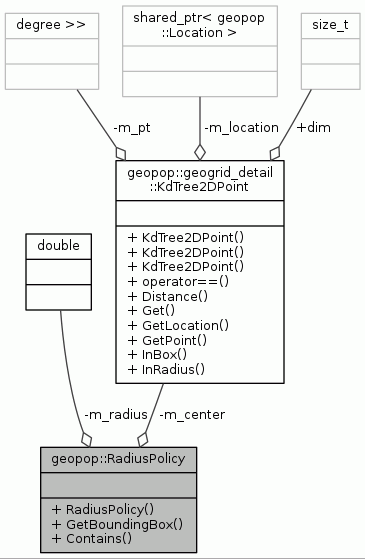 degree >>
shared_ptr< geopop
::Location >
size_t
-m_pt
-m_location
+dim
geopop::geogrid_detail
::KdTree2DPoint
+ KdTree2DPoint()
+ KdTree2DPoint()
+ KdTree2DPoint()
+ operator==()
+ Distance()
+ Get()
+ GetLocation()
+ GetPoint()
+ InBox()
+ InRadius()
double
-m_radius
-m_center
geopop::RadiusPolicy
+ RadiusPolicy()
+ GetBoundingBox()
+ Contains()